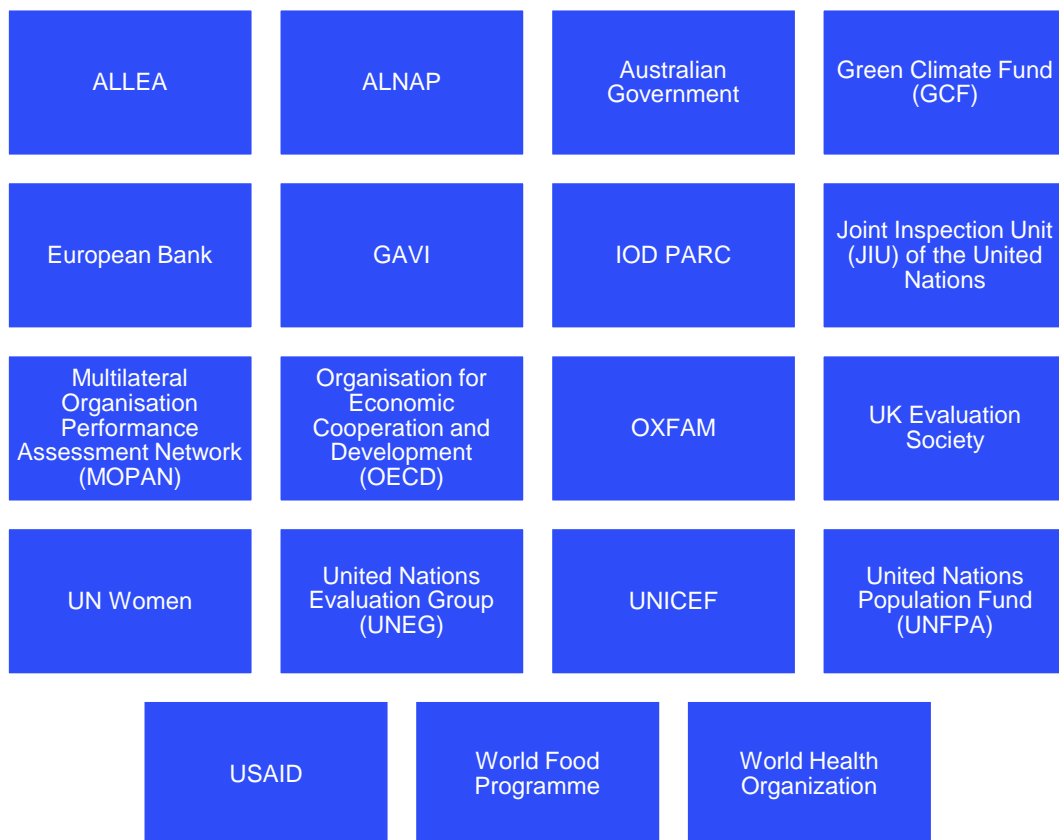 ALLEA
ALNAP
Australian
Government
Green Climate Fund
(GCF)
European Bank
GAVI
IOD PARC
Joint Inspection Unit
(JIU) of the United
Nations
Multilateral
Organisation
Performance
Assessment Network
(MOPAN)
Organisation for
Economic
Cooperation and
Development
(OECD)
OXFAM
UK Evaluation
Society
UN Women
United Nations
Evaluation Group
(UNEG)
UNICEF
United Nations
Population Fund
(UNFPA)
USAID
World Food
Programme
World Health
Organization